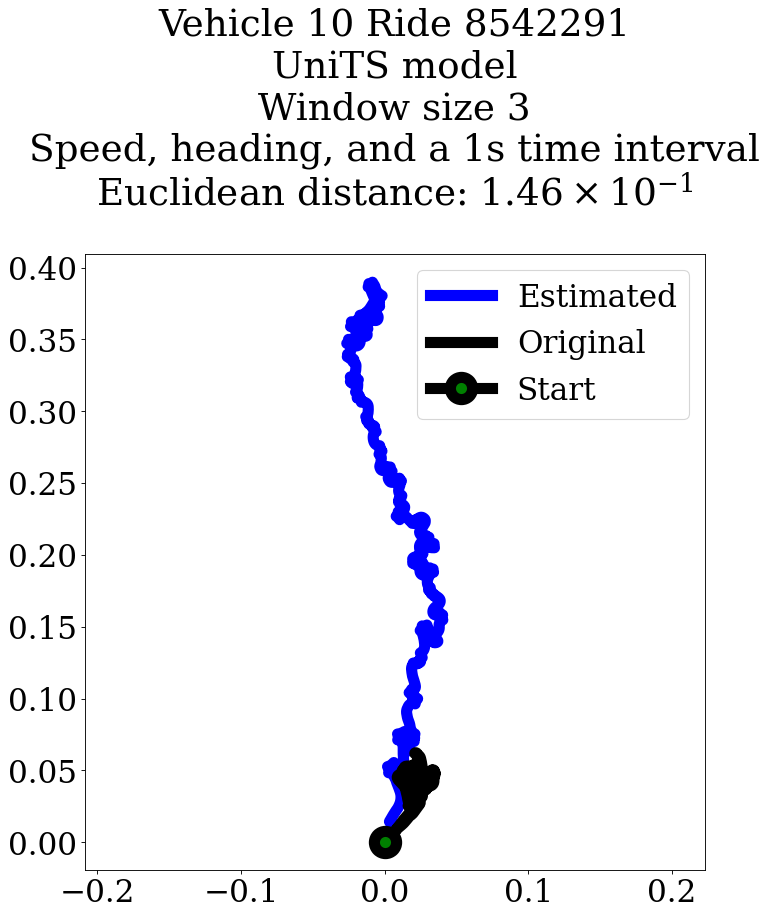 Vehicle 10 Ride 8542291
UniTS model
Window size 3
Speed, heading, and a 1s time interval
Euclidean distance: 1.46 × 10⁻¹
0.40
0.35
0.30
0.25
0.20
0.15
0.10
0.05
0.00
Estimated
Original
Start
−0.2 −0.1 0.0 0.1 0.2